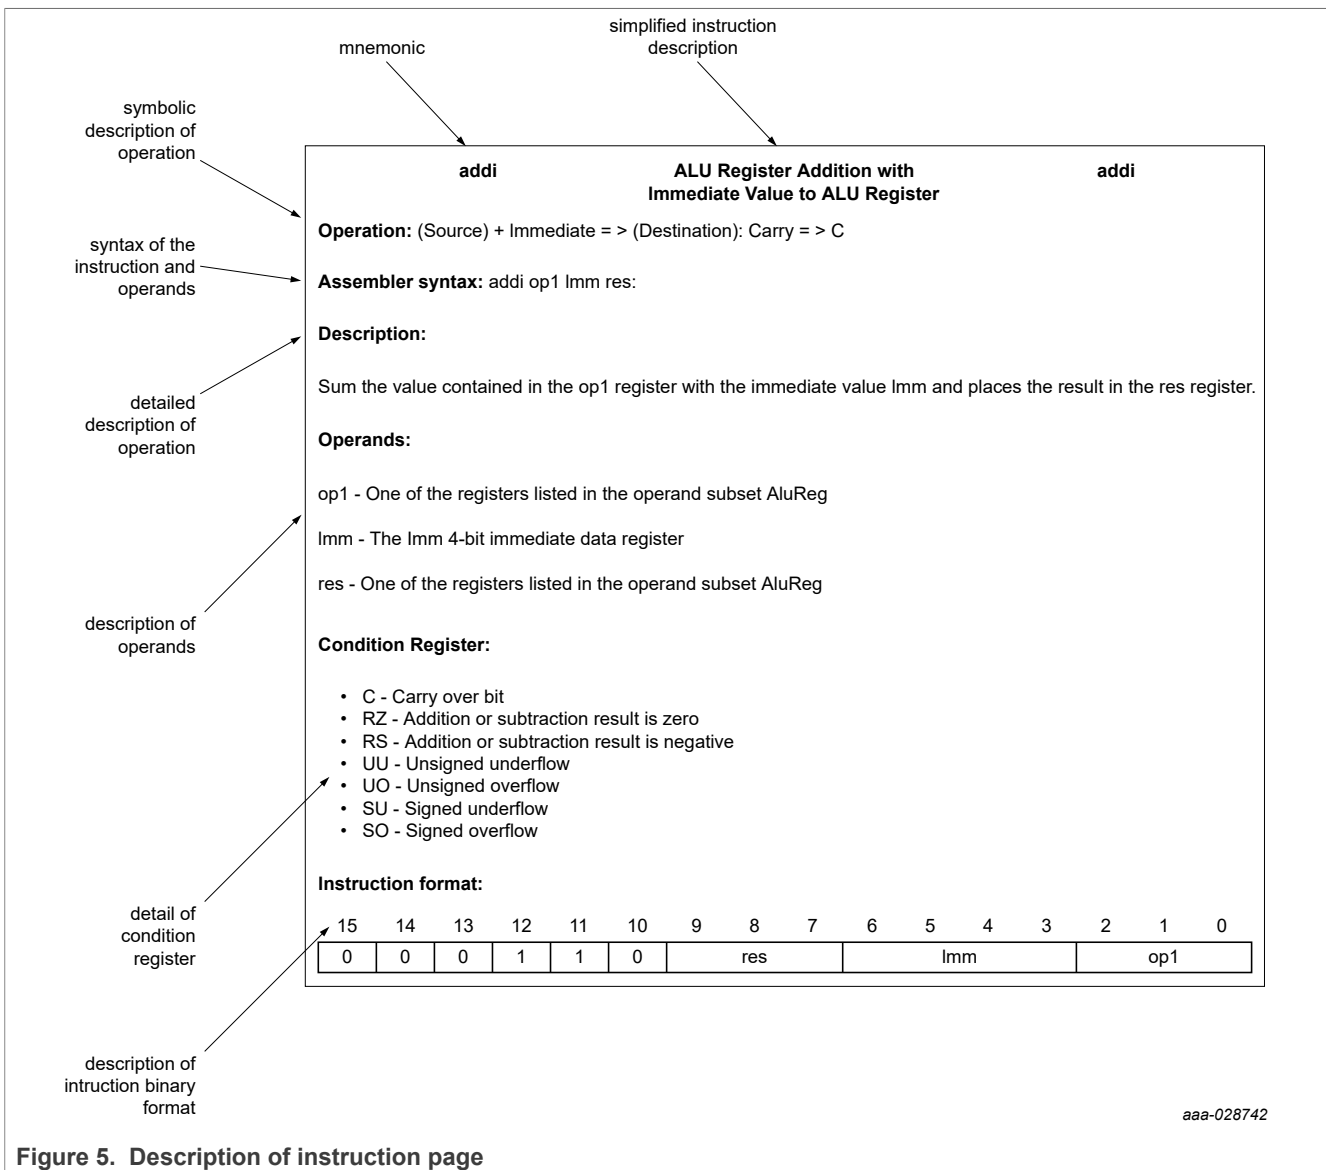 simplified instruction
description
mnemonic
symbolic
description of
operation
addi ALU Register Addition with addi
Immediate Value to ALU Register
Operation: (Source) + Immediate = > (Destination): Carry = > C
syntax of the
instruction and
operands
Assembler syntax: addi op1 Imm res:
Description:
Sum the value contained in the op1 register with the immediate value Imm and places the result in the res register.
detailed
description of
operation
Operands:
op1 - One of the registers listed in the operand subset AluReg
Imm - The Imm 4-bit immediate data register
res - One of the registers listed in the operand subset AluReg
description of
operands
Condition Register:
• C - Carry over bit
• RZ - Addition or subtraction result is zero
• RS - Addition or subtraction result is negative
• UU - Unsigned underflow
• UO - Unsigned overflow
• SU - Signed underflow
• SO - Signed overflow
Instruction format:
detail of
condition
register
15 14 13 12 11 10 9 8 7 6 5 4 3 2 1 0
0 0 0 1 1 0 res Imm op1
description of
intruction binary
format
aaa-028742
Figure 5. Description of instruction page